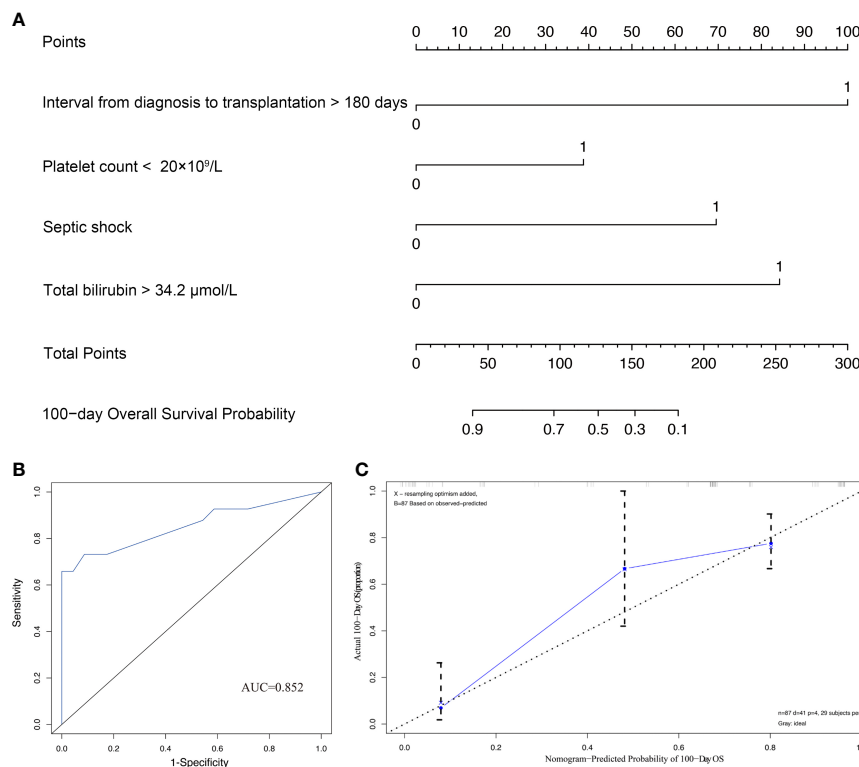 A
Points
0 10 20 30 40 50 60 70 80 90 100
Interval from diagnosis to transplantation > 180 days
1
0
Platelet count < 20×10⁹/L
1
0
Septic shock
1
0
Total bilirubin > 34.2 µmol/L
1
0
Total Points
0 50 100 150 200 250 300
100−day Overall Survival Probability
0.9 0.7 0.5 0.3 0.1
B
Sensitivity
1.0
0.8
0.6
0.4
0.2
0.0
AUC=0.852
0.0 0.2 0.4 0.6 0.8 1.0
1-Specificity
C
X − resampling optimism added,
B=87 Based on observed−predicted
Actual 100−Day OS(proportion)
1.0
0.8
0.6
0.4
0.2
0.0
n=87 d=41 p=4, 29 subjects pe
Gray: ideal
0.0 0.2 0.4 0.6 0.8 1
Nomogram−Predicted Probability of 100−Day OS